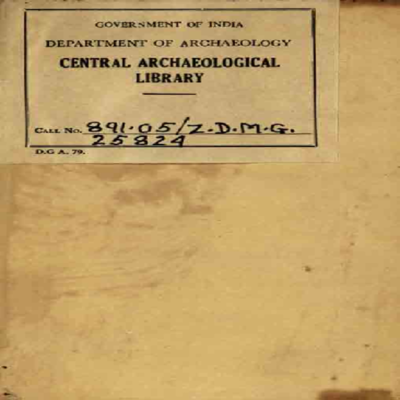 GOVERNMENT OF INDIA
DEPARTMENT OF ARCHAEOLOGY
CENTRAL ARCHAEOLOGICAL
LIBRARY
CALL No. 891.05/Z.D.M.G.
25824
D.G A. 79.